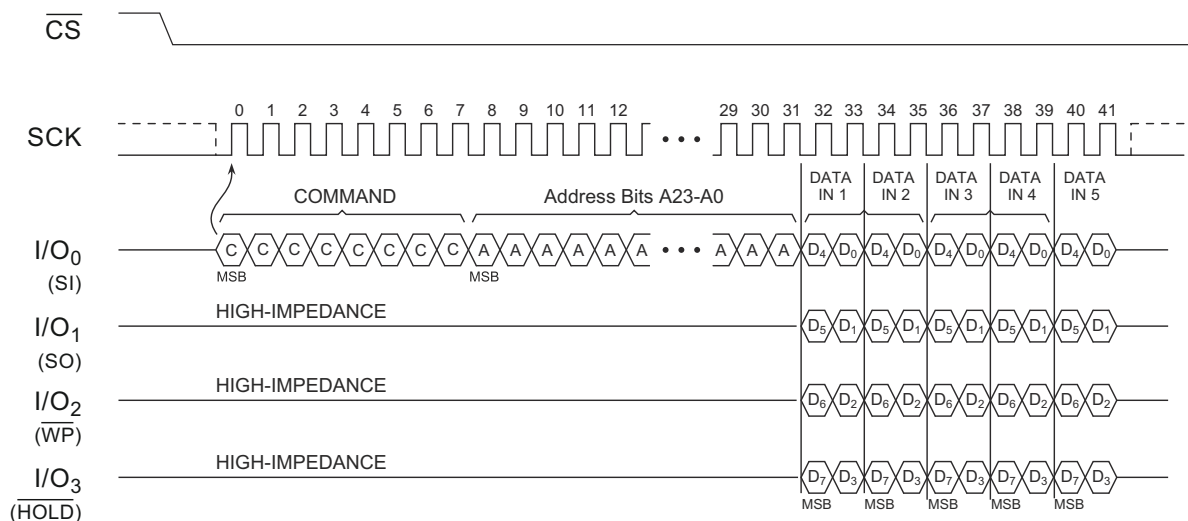 CS
0 1 2 3 4 5 6 7 8 9 10 11 12 29 30 31 32 33 34 35 36 37 38 39 40 41
SCK
• • •
DATA IN 1 DATA IN 2 DATA IN 3 DATA IN 4 DATA IN 5
COMMAND Address Bits A23-A0
I/O0 (SI) C C C C C C C C A A A A A A • • • A A A D4 D0 D4 D0 D4 D0 D4 D0 D4 D0
MSB MSB
HIGH-IMPEDANCE
I/O1 (SO) D5 D1 D5 D1 D5 D1 D5 D1 D5 D1
HIGH-IMPEDANCE
I/O2 (WP) D6 D2 D6 D2 D6 D2 D6 D2 D6 D2
HIGH-IMPEDANCE
I/O3 (HOLD) D7 D3 D7 D3 D7 D3 D7 D3 D7 D3
MSB MSB MSB MSB MSB